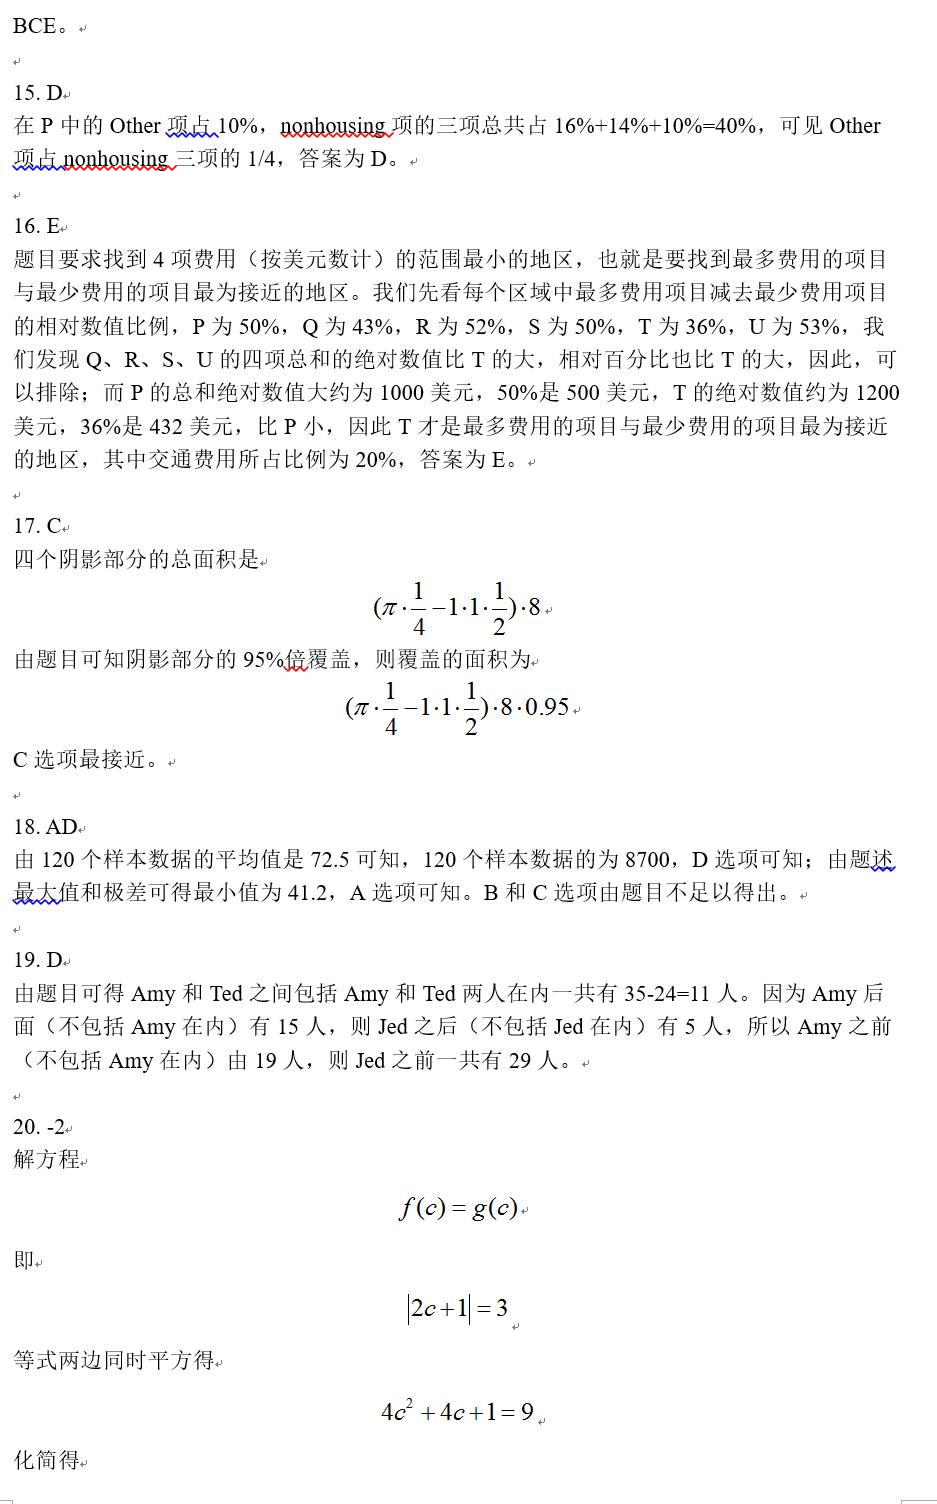 BCE。
15. D
在 P 中的 Other 项占 10%，nonhousing 项的三项总共占 16%+14%+10%=40%，可见 Other
项占 nonhousing 三项的 1/4，答案为 D。
16. E
题目要求找到 4 项费用（按美元数计）的范围最小的地区，也就是要找到最多费用的项目
与最少费用的项目最为接近的地区。我们先看每个区域中最多费用项目减去最少费用项目
的相对数值比例，P 为 50%，Q 为 43%，R 为 52%，S 为 50%，T 为 36%，U 为 53%，我
们发现 Q、R、S、U 的四项总和的绝对数值比 T 的大，相对百分比也比 T 的大，因此，可
以排除；而 P 的总和绝对数值大约为 1000 美元，50%是 500 美元，T 的绝对数值约为 1200
美元，36%是 432 美元，比 P 小，因此 T 才是最多费用的项目与最少费用的项目最为接近
的地区，其中交通费用所占比例为 20%，答案为 E。
17. C
四个阴影部分的总面积是
(π·1/4−1·1·1/2)·8
由题目可知阴影部分的 95%倍覆盖，则覆盖的面积为
(π·1/4−1·1·1/2)·8·0.95
C 选项最接近。
18. AD
由 120 个样本数据的平均值是 72.5 可知，120 个样本数据的为 8700，D 选项可知；由题述
最大值和极差可得最小值为 41.2，A 选项可知。B 和 C 选项由题目不足以得出。
19. D
由题目可得 Amy 和 Ted 之间包括 Amy 和 Ted 两人在内一共有 35-24=11 人。因为 Amy 后
面（不包括 Amy 在内）有 15 人，则 Jed 之后（不包括 Jed 在内）有 5 人，所以 Amy 之前
（不包括 Amy 在内）由 19 人，则 Jed 之前一共有 29 人。
20. -2
解方程
f(c)=g(c)
即
|2c+1|=3
等式两边同时平方得
4c²+4c+1=9
化简得